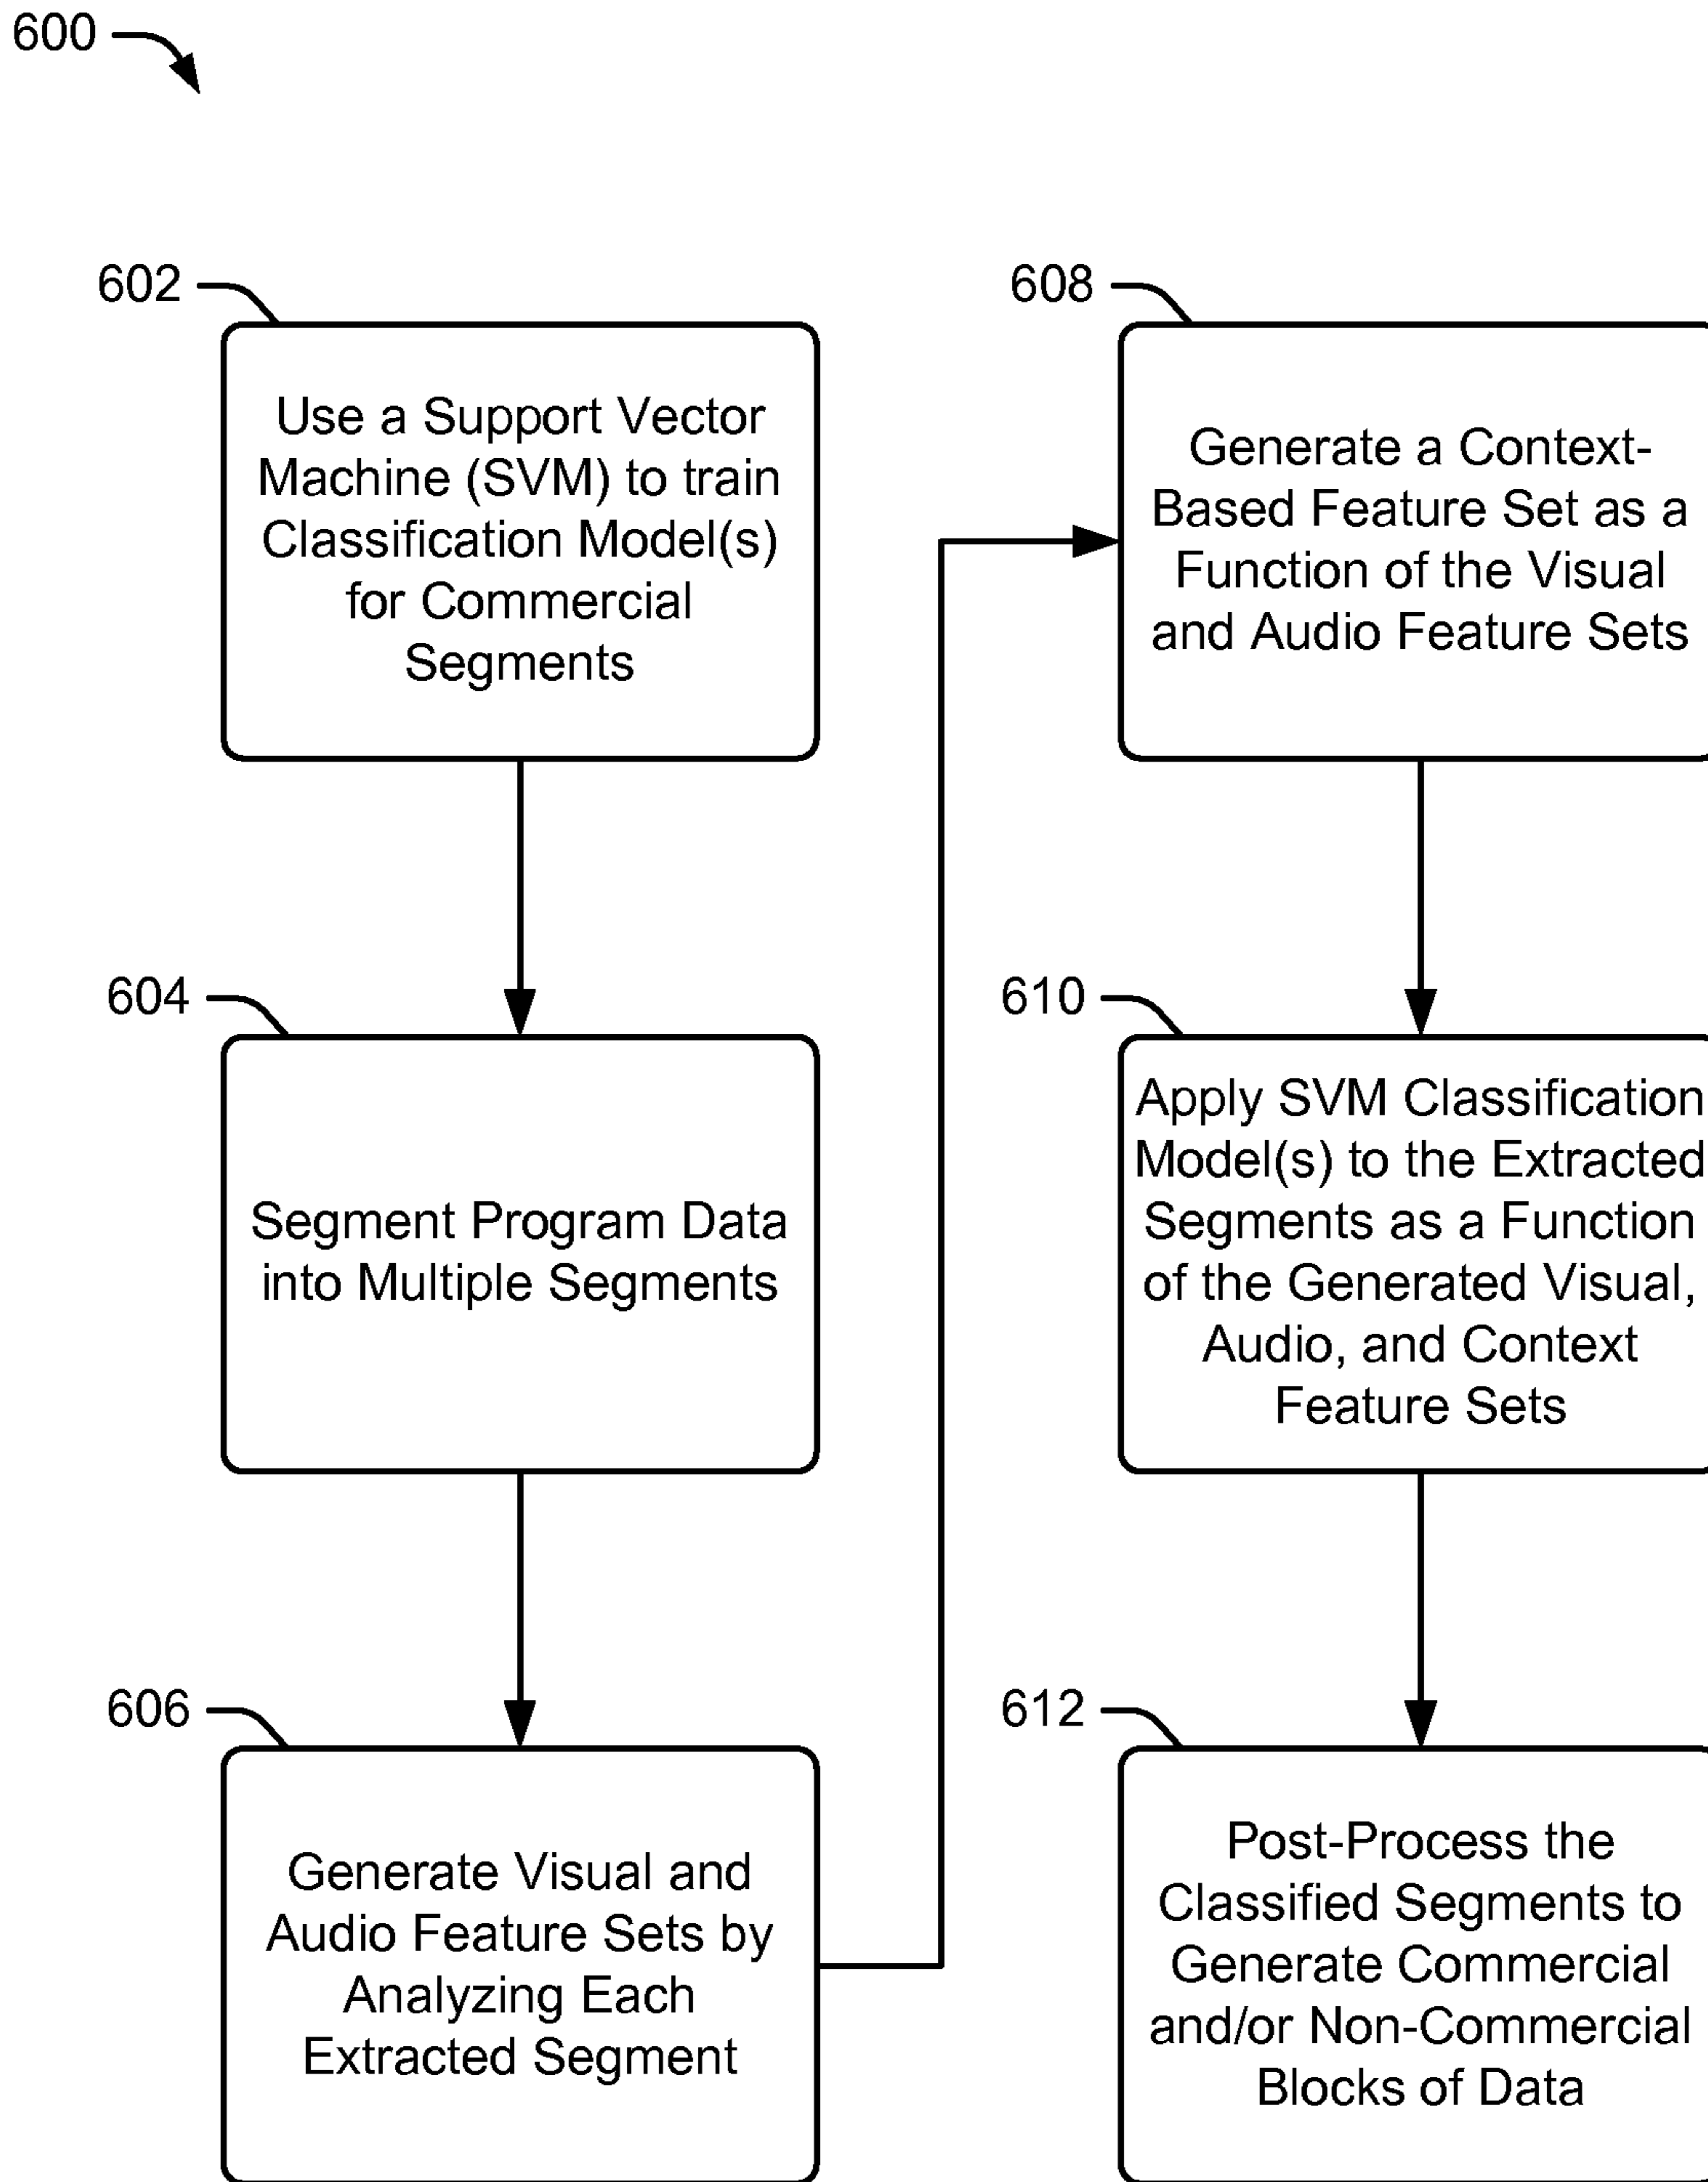 600
602
Use a Support Vector
Machine (SVM) to train
Classification Model(s)
for Commercial
Segments
604
Segment Program Data
into Multiple Segments
606
Generate Visual and
Audio Feature Sets by
Analyzing Each
Extracted Segment
608
Generate a Context-
Based Feature Set as a
Function of the Visual
and Audio Feature Sets
610
Apply SVM Classification
Model(s) to the Extracted
Segments as a Function
of the Generated Visual,
Audio, and Context
Feature Sets
612
Post-Process the
Classified Segments to
Generate Commercial
and/or Non-Commercial
Blocks of Data